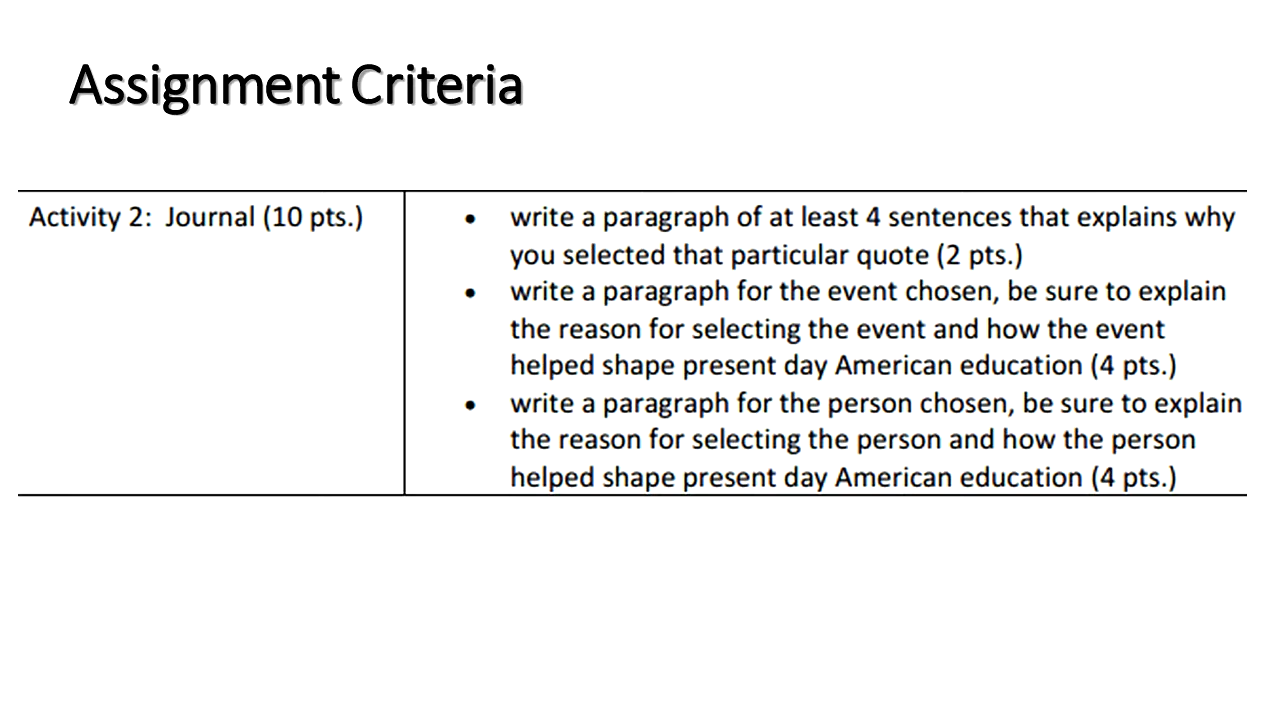 Assignment Criteria
Activity 2:  Journal (10 pts.)
• write a paragraph of at least 4 sentences that explains why
you selected that particular quote (2 pts.)
• write a paragraph for the event chosen, be sure to explain
the reason for selecting the event and how the event
helped shape present day American education (4 pts.)
• write a paragraph for the person chosen, be sure to explain
the reason for selecting the person and how the person
helped shape present day American education (4 pts.)